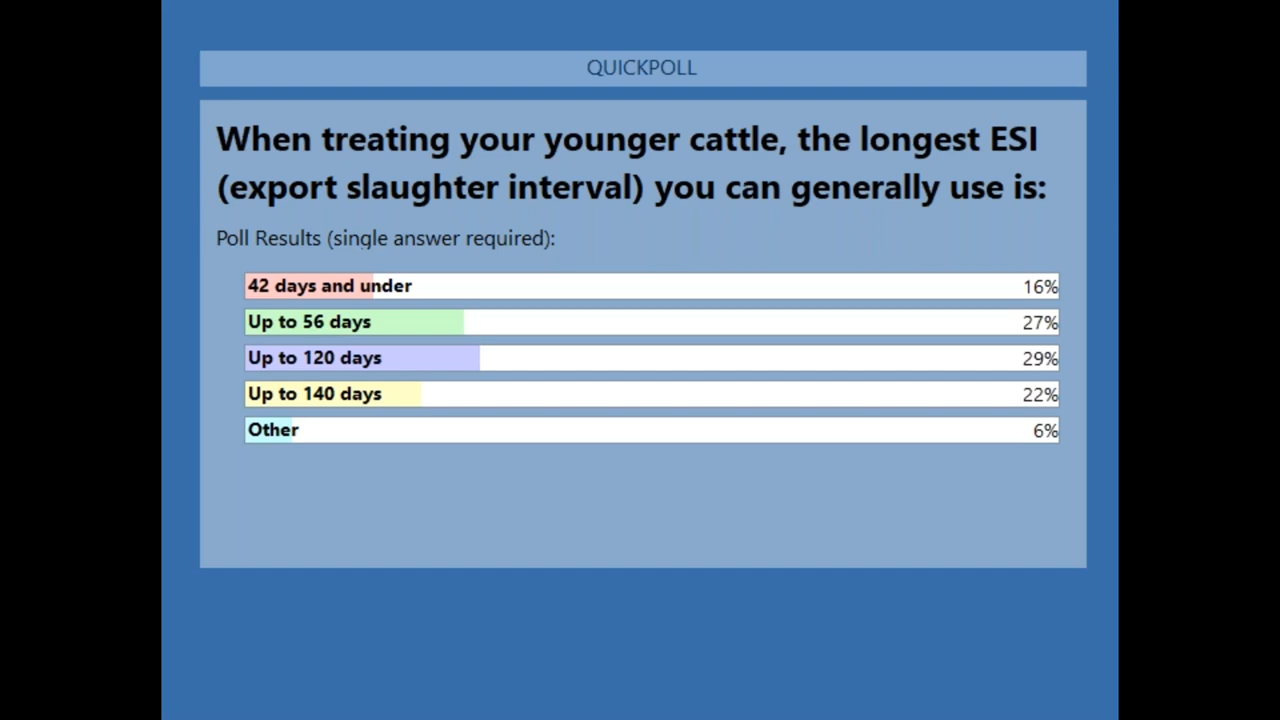 QUICKPOLL
When treating your younger cattle, the longest ESI
(export slaughter interval) you can generally use is:
Poll Results (single answer required):
42 days and under 16%
Up to 56 days 27%
Up to 120 days 29%
Up to 140 days 22%
Other 6%